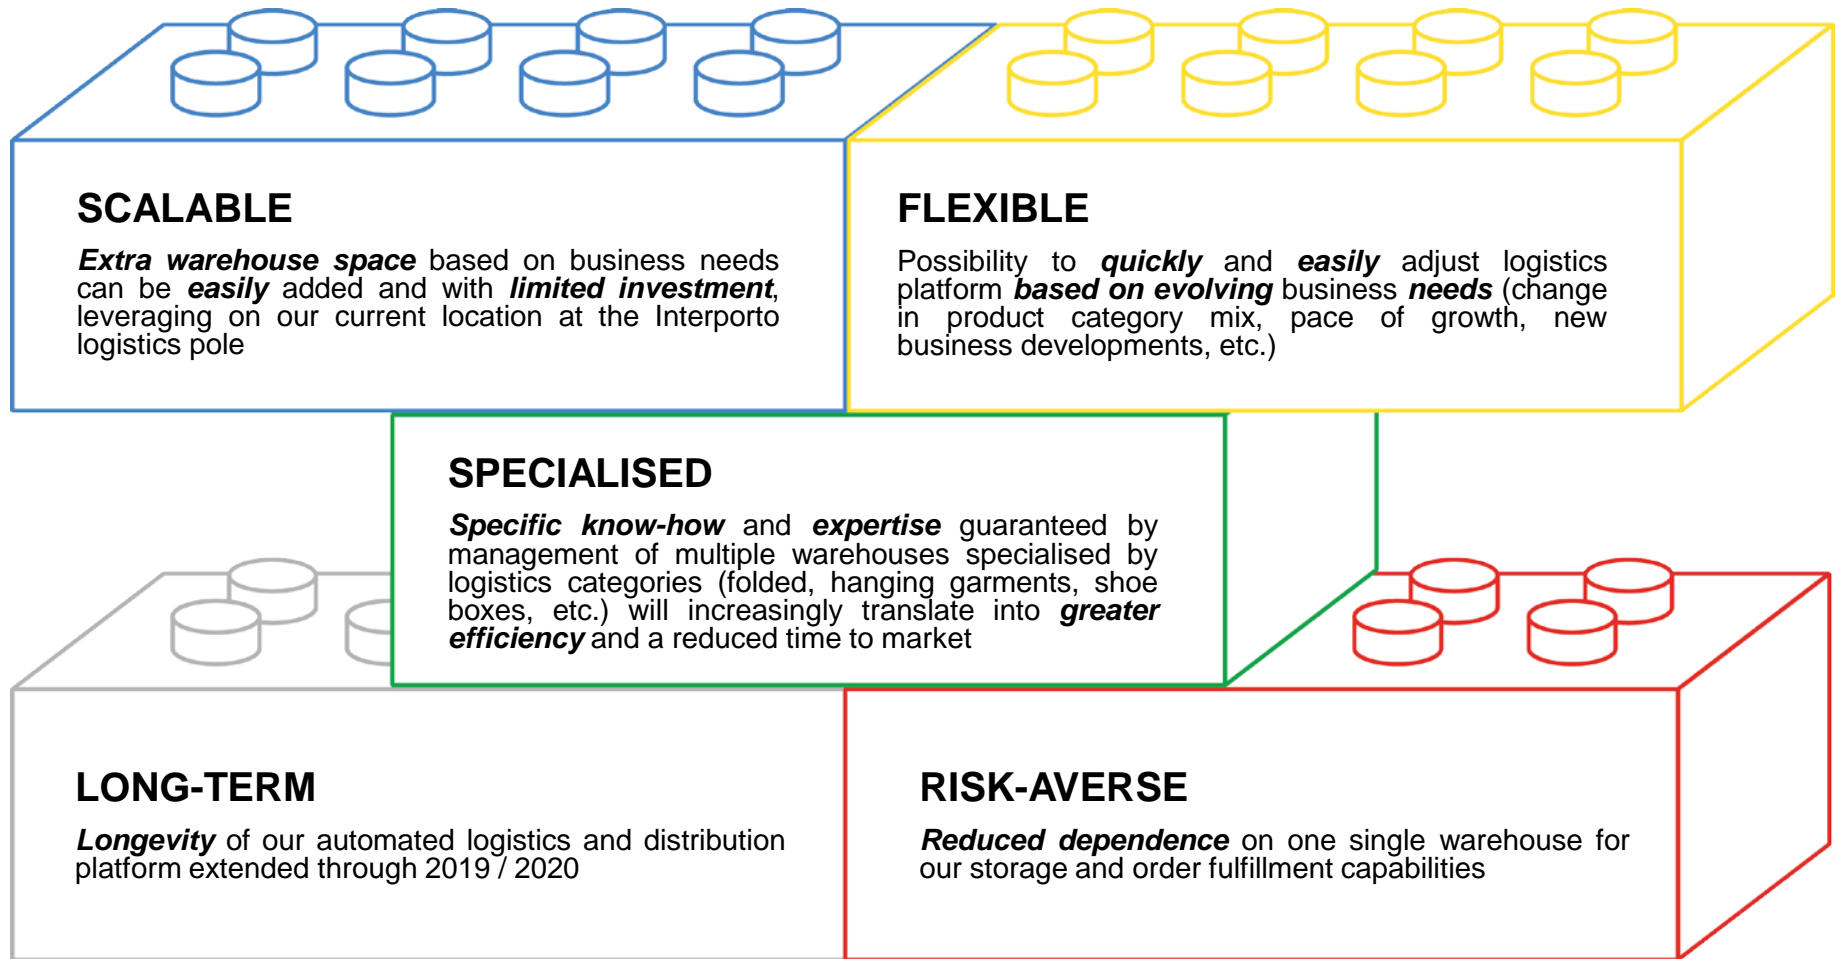 SCALABLE
Extra warehouse space based on business needs
can be easily added and with limited investment,
leveraging on our current location at the Interporto
logistics pole
FLEXIBLE
Possibility to quickly and easily adjust logistics
platform based on evolving business needs (change
in product category mix, pace of growth, new
business developments, etc.)
SPECIALISED
Specific know-how and expertise guaranteed by
management of multiple warehouses specialised by
logistics categories (folded, hanging garments, shoe
boxes, etc.) will increasingly translate into greater
efficiency and a reduced time to market
LONG-TERM
Longevity of our automated logistics and distribution
platform extended through 2019 / 2020
RISK-AVERSE
Reduced dependence on one single warehouse for
our storage and order fulfillment capabilities